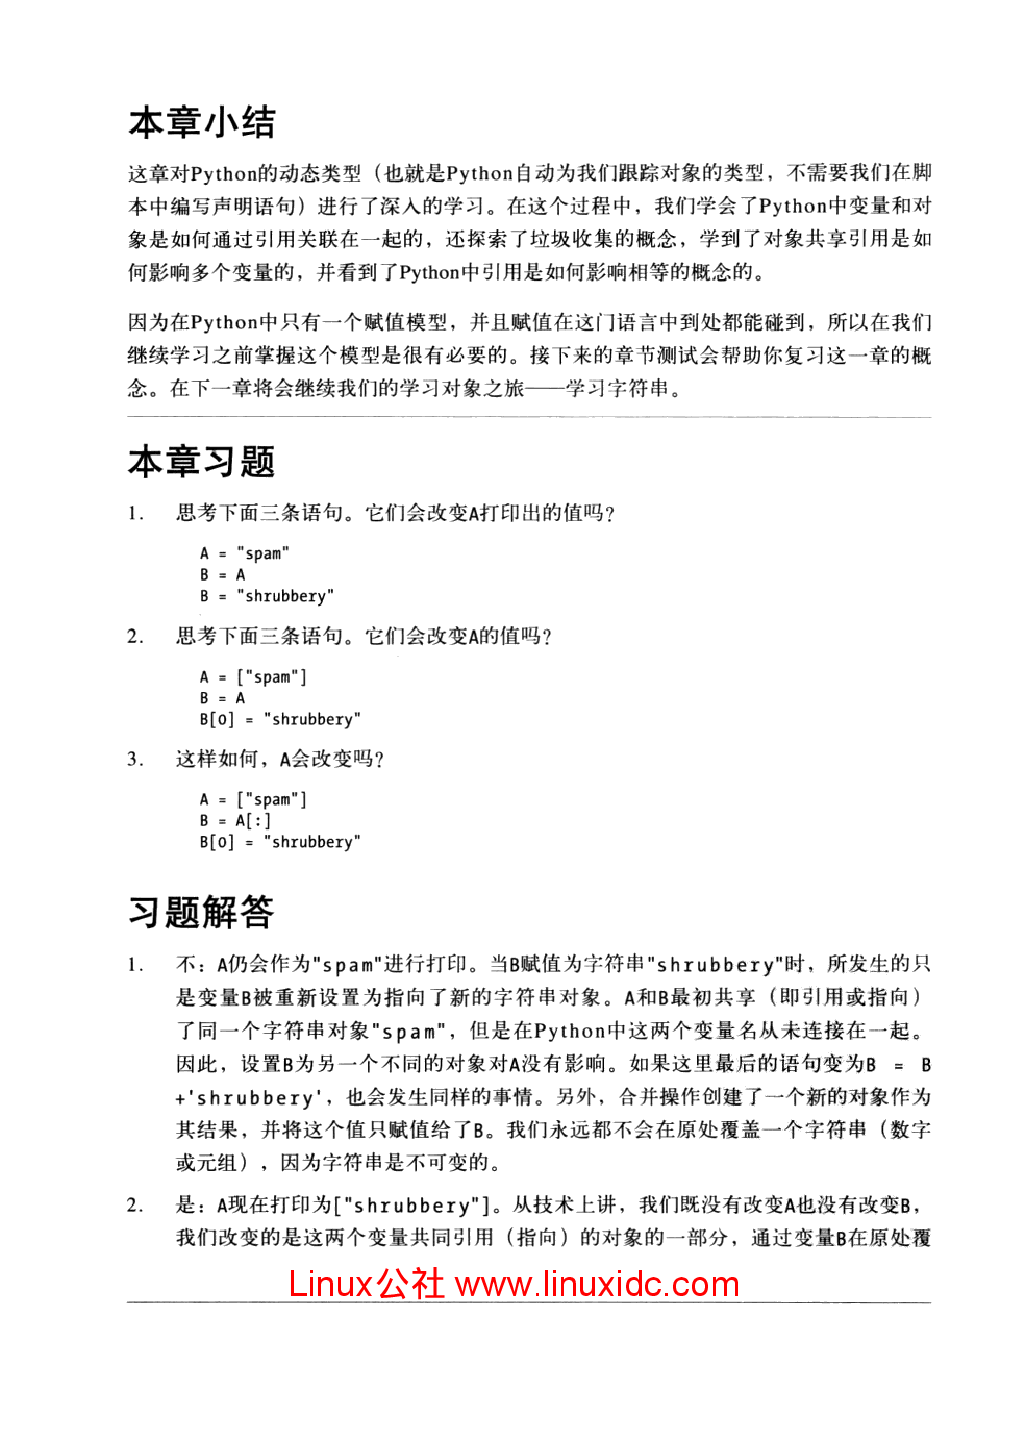 本章小结
这章对Python的动态类型（也就是Python自动为我们跟踪对象的类型，不需要我们在脚
本中编写声明语句）进行了深入的学习。在这个过程中，我们学会了Python中变量和对
象是如何通过引用关联在一起的，还探索了垃圾收集的概念，学到了对象共享引用是如
何影响多个变量的，并看到了Python中引用是如何影响相等的概念的。
因为在Python中只有一个赋值模型，并且赋值在这门语言中到处都能碰到，所以在我们
继续学习之前掌握这个模型是很有必要的。接下来的章节测试会帮助你复习这一章的概
念。在下一章将会继续我们的学习对象之旅——学习字符串。
本章习题
1. 思考下面三条语句。它们会改变A打印出的值吗？
A = "spam"
B = A
B = "shrubbery"
2. 思考下面三条语句。它们会改变A的值吗？
A = ["spam"]
B = A
B[0] = "shrubbery"
3. 这样如何，A会改变吗？
A = ["spam"]
B = A[:]
B[0] = "shrubbery"
习题解答
1. 不：A仍会作为"spam"进行打印。当B赋值为字符串"shrubbery"时，所发生的只
是变量B被重新设置为指向了新的字符串对象。A和B最初共享（即引用或指向）
了同一个字符串对象"spam"，但是在Python中这两个变量名从未连接在一起。
因此，设置B为另一个不同的对象对A没有影响。如果这里最后的语句变为B = B
+'shrubbery'，也会发生同样的事情。另外，合并操作创建了一个新的对象作为
其结果，并将这个值只赋值给了B。我们永远都不会在原处覆盖一个字符串（数字
或元组），因为字符串是不可变的。
2. 是：A现在打印为["shrubbery"]。从技术上讲，我们既没有改变A也没有改变B，
我们改变的是这两个变量共同引用（指向）的对象的一部分，通过变量B在原处覆
Linux公社 www.linuxidc.com